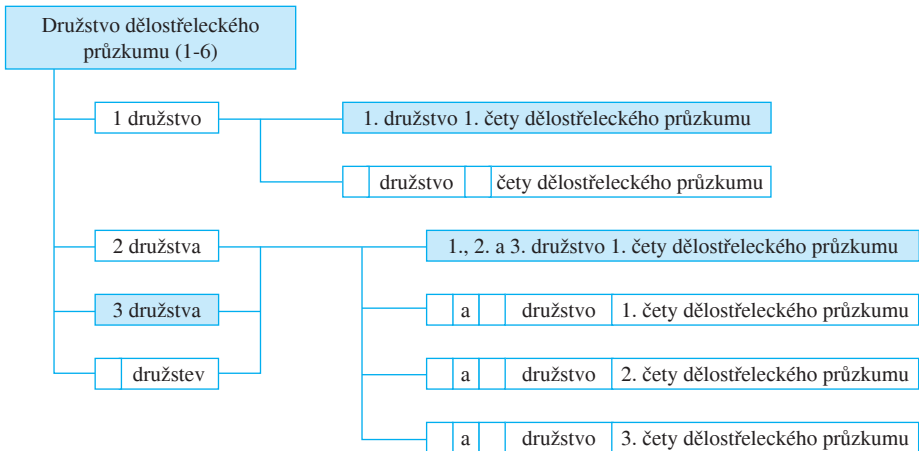 Družstvo dělostřeleckého
průzkumu (1-6)
1 družstvo
1. družstvo 1. čety dělostřeleckého průzkumu
družstvo čety dělostřeleckého průzkumu
2 družstva
1., 2. a 3. družstvo 1. čety dělostřeleckého průzkumu
3 družstva
a družstvo 1. čety dělostřeleckého průzkumu
družstev
a družstvo 2. čety dělostřeleckého průzkumu
a družstvo 3. čety dělostřeleckého průzkumu